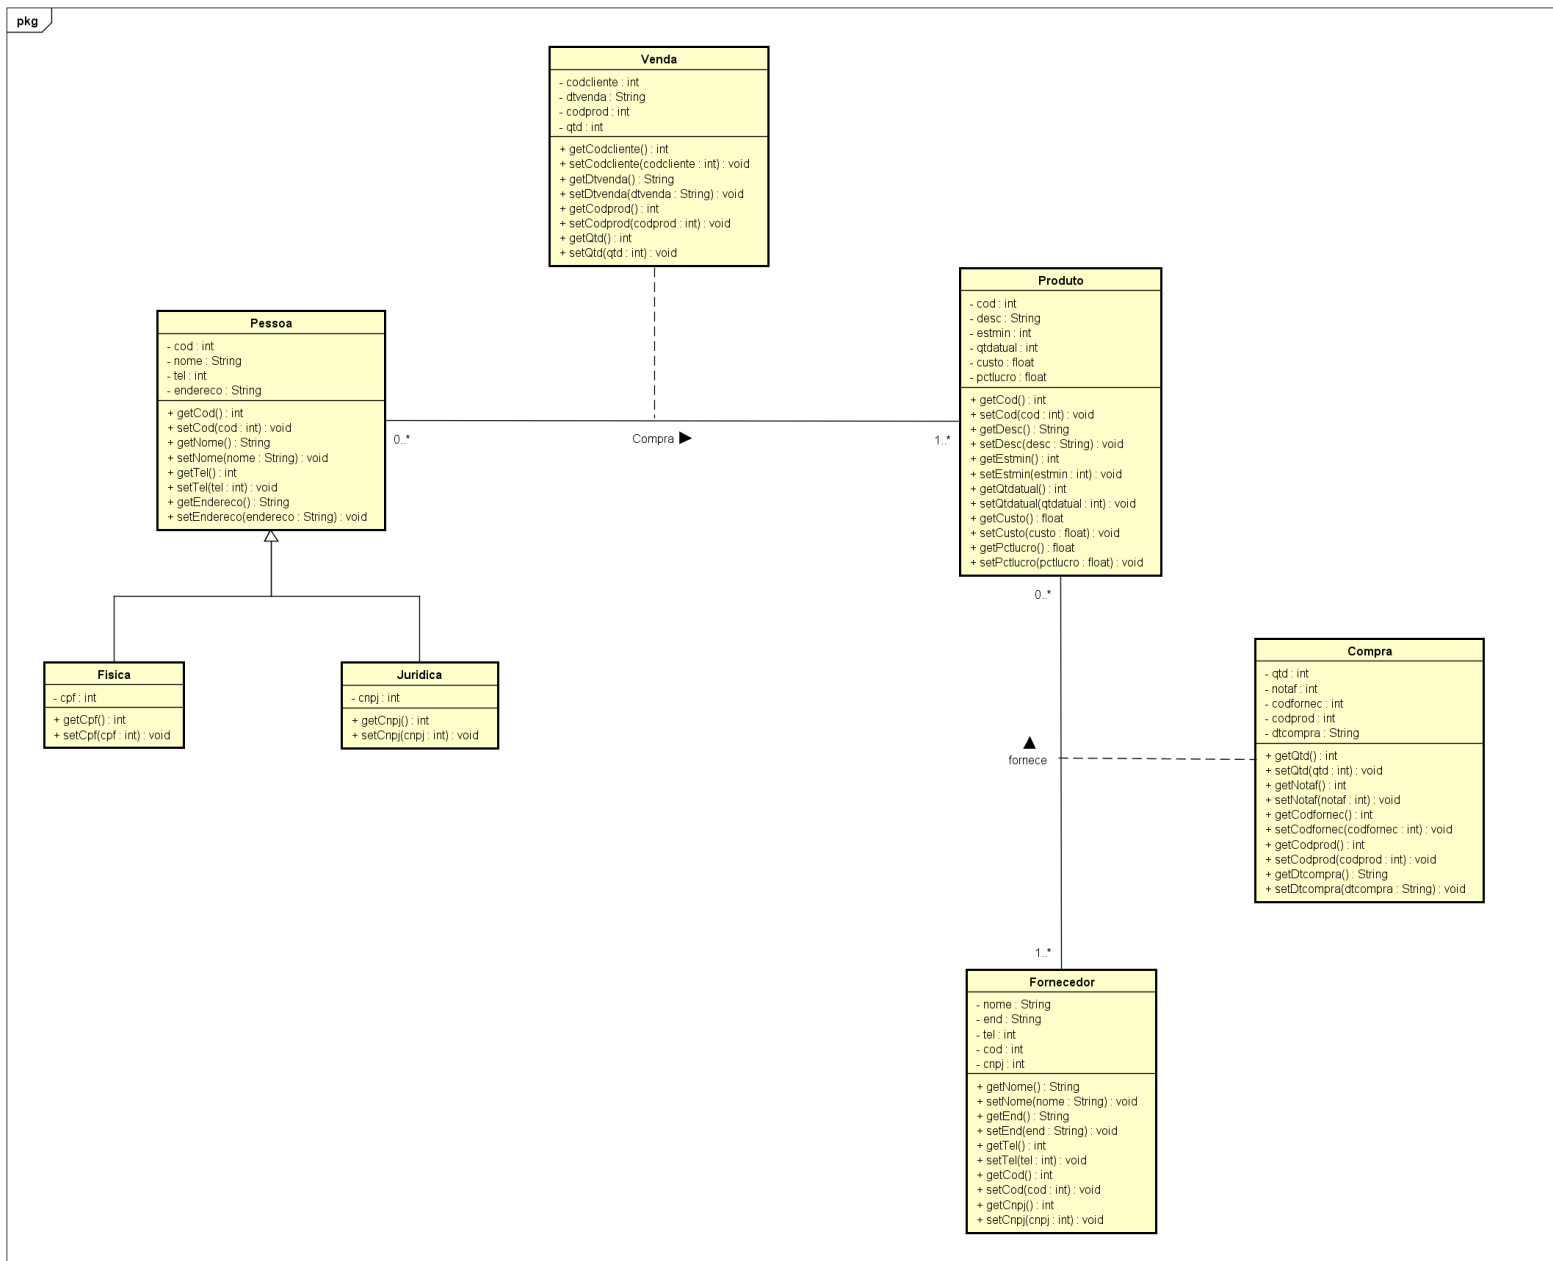 pkg
Venda
- codcliente : int
- dtvenda : String
- codprod : int
- qtd : int
+ getCodcliente() : int
+ setCodcliente(codcliente : int) : void
+ getDtvenda() : String
+ setDtvenda(dtvenda : String) : void
+ getCodprod() : int
+ setCodprod(codprod : int) : void
+ getQtd() : int
+ setQtd(qtd : int) : void
Pessoa
- cod : int
- nome : String
- tel : int
- endereco : String
+ getCod() : int
+ setCod(cod : int) : void
+ getNome() : String
+ setNome(nome : String) : void
+ getTel() : int
+ setTel(tel : int) : void
+ getEndereco() : String
+ setEndereco(endereco : String) : void
0..*
Compra ▶
1..*
Produto
- cod : int
- desc : String
- estmin : int
- qtdatual : int
- custo : float
- pctlucro : float
+ getCod() : int
+ setCod(cod : int) : void
+ getDesc() : String
+ setDesc(desc : String) : void
+ getEstmin() : int
+ setEstmin(estmin : int) : void
+ getQtdatual() : int
+ setQtdatual(qtdatual : int) : void
+ getCusto() : float
+ setCusto(custo : float) : void
+ getPctlucro() : float
+ setPctlucro(pctlucro : float) : void
Fisica
- cpf : int
+ getCpf() : int
+ setCpf(cpf : int) : void
Juridica
- cnpj : int
+ getCnpj() : int
+ setCnpj(cnpj : int) : void
0..*
▲
fornece
1..*
Compra
- qtd : int
- notaf : int
- codfornec : int
- codprod : int
- dtcompra : String
+ getQtd() : int
+ setQtd(qtd : int) : void
+ getNotaf() : int
+ setNotaf(notaf : int) : void
+ getCodfornec() : int
+ setCodfornec(codfornec : int) : void
+ getCodprod() : int
+ setCodprod(codprod : int) : void
+ getDtcompra() : String
+ setDtcompra(dtcompra : String) : void
Fornecedor
- nome : String
- end : String
- tel : int
- cod : int
- cnpj : int
+ getNome() : String
+ setNome(nome : String) : void
+ getEnd() : String
+ setEnd(end : String) : void
+ getTel() : int
+ setTel(tel : int) : void
+ getCod() : int
+ setCod(cod : int) : void
+ getCnpj() : int
+ setCnpj(cnpj : int) : void